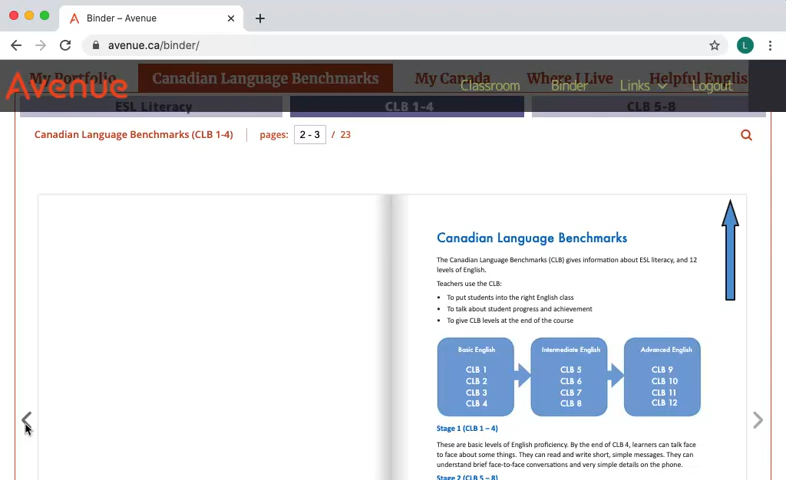 Binder – Avenue
avenue.ca/binder/
L
My Portfolio
Canadian Language Benchmarks
My Canada
Where I Live
Helpful Englis
Avenue
Classroom
Binder
Links
Logout
ESL Literacy
CLB 1-4
CLB 5-8
Canadian Language Benchmarks (CLB 1-4)
pages: 2 - 3 / 23
Canadian Language Benchmarks
The Canadian Language Benchmarks (CLB) gives information about ESL literacy, and 12
levels of English.
Teachers use the CLB:
• To put students into the right English class
• To talk about student progress and achievement
• To give CLB levels at the end of the course
Basic English
CLB 1
CLB 2
CLB 3
CLB 4
Intermediate English
CLB 5
CLB 6
CLB 7
CLB 8
Advanced English
CLB 9
CLB 10
CLB 11
CLB 12
Stage 1 (CLB 1 – 4)
These are basic levels of English proficiency. By the end of CLB 4, learners can talk face
to face about some things. They can read and write short, simple messages. They can
understand brief face-to-face conversations and very simple details on the phone.
Stage 2 (CLB 5 – 8)